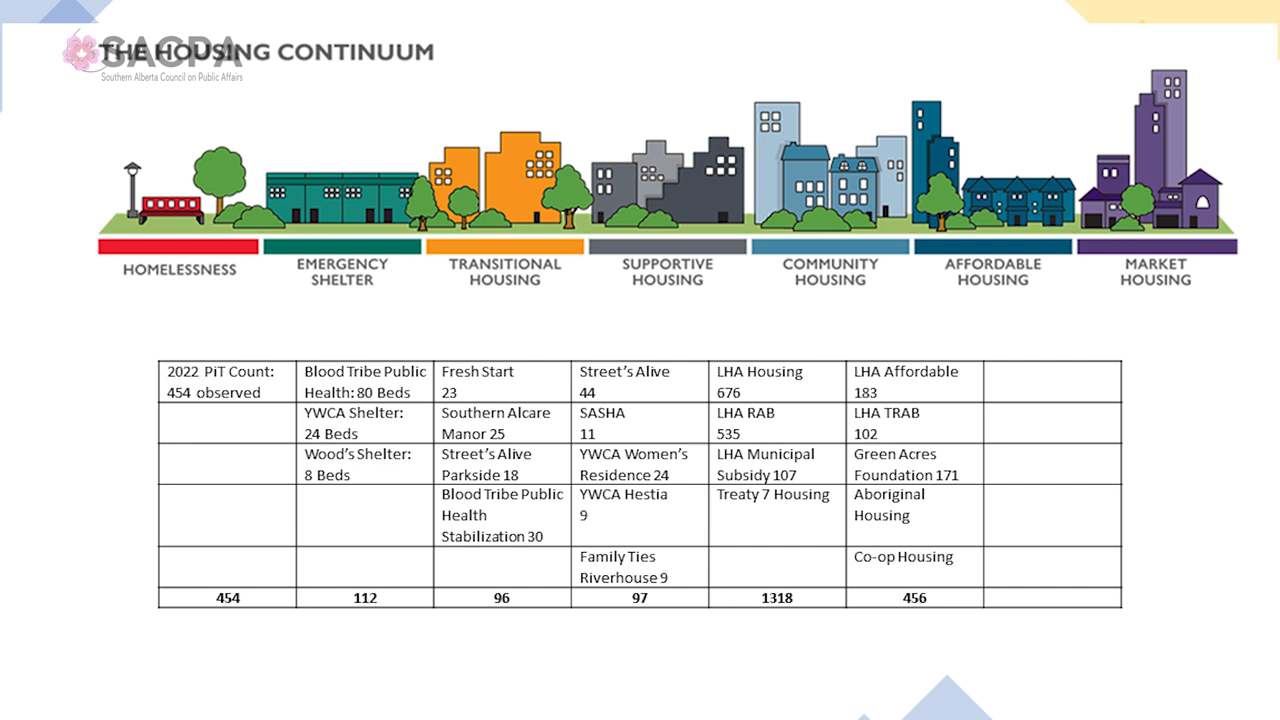 THE HOUSING CONTINUUM
SACPA
Southern Alberta Council on Public Affairs
HOMELESSNESS
EMERGENCY
SHELTER
TRANSITIONAL
HOUSING
SUPPORTIVE
HOUSING
COMMUNITY
HOUSING
AFFORDABLE
HOUSING
MARKET
HOUSING
2022 PiT Count:
454 observed
Blood Tribe Public
Health: 80 Beds
Fresh Start
23
Street’s Alive
44
LHA Housing
676
LHA Affordable
183
YWCA Shelter:
24 Beds
Southern Alcare
Manor 25
SASHA
11
LHA RAB
535
LHA TRAB
102
Wood’s Shelter:
8 Beds
Street’s Alive
Parkside 18
YWCA Women’s
Residence 24
LHA Municipal
Subsidy 107
Green Acres
Foundation 171
Blood Tribe Public
Health
Stabilization 30
YWCA Hestia
9
Treaty 7 Housing
Aboriginal
Housing
Family Ties
Riverhouse 9
Co-op Housing
454
112
96
97
1318
456